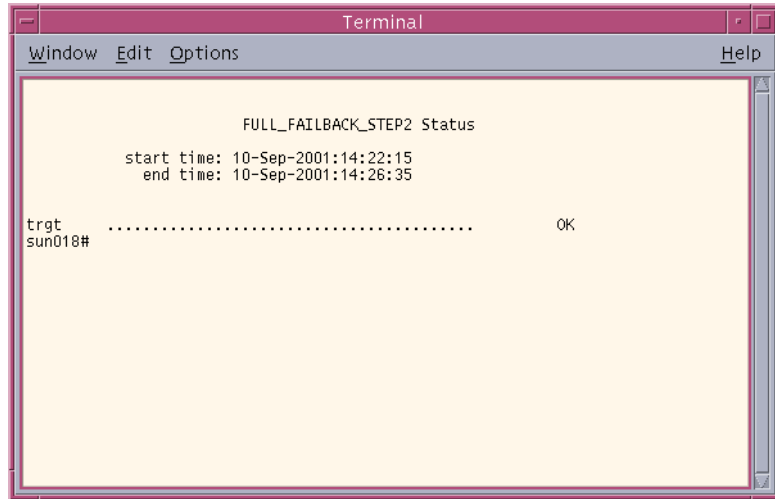 Terminal
Window Edit Options Help
FULL_FAILBACK_STEP2 Status
start time: 10-Sep-2001:14:22:15
end time: 10-Sep-2001:14:26:35
trgt ......................................... OK
sun018#